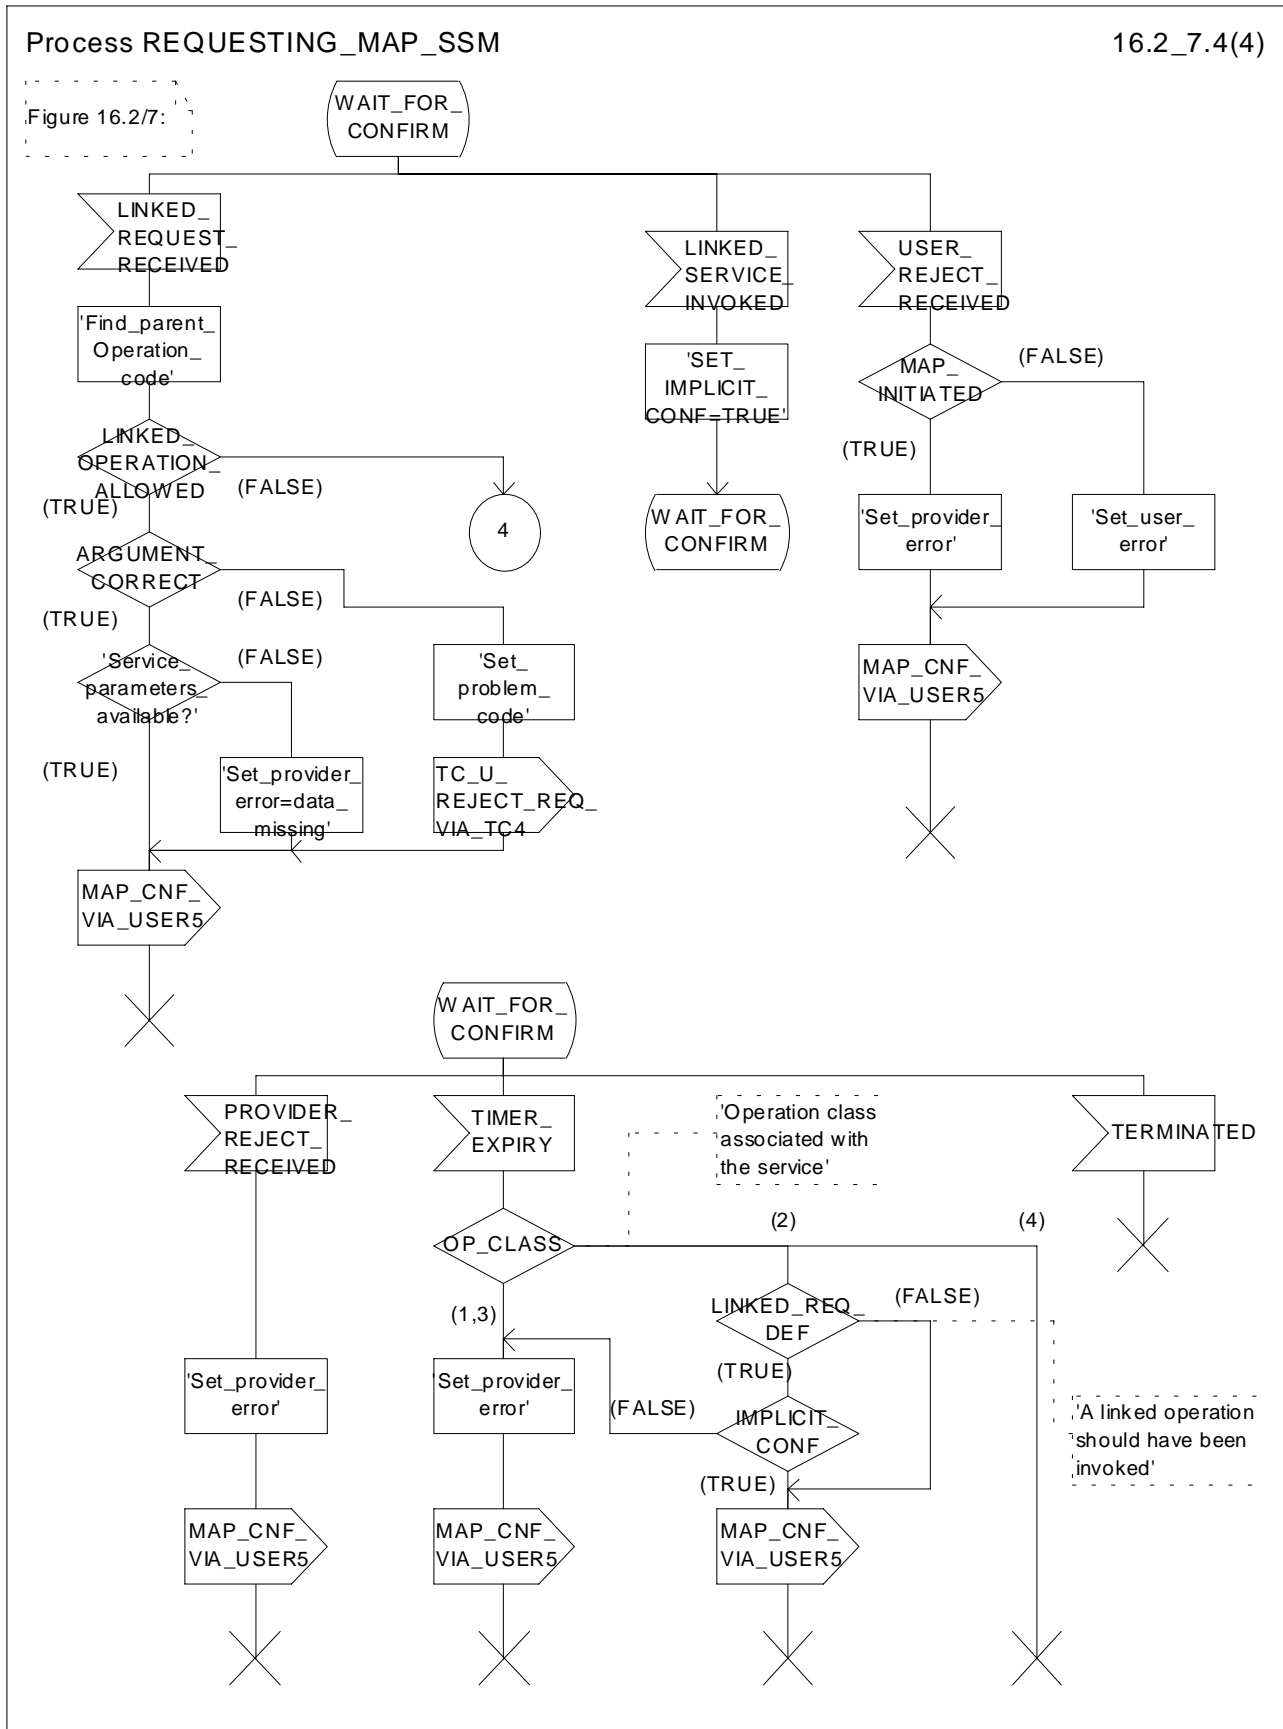 Process REQUESTING_MAP_SSM
16.2_7.4(4)
Figure 16.2/7:
WAIT_FOR_
CONFIRM
LINKED_
REQUEST_
RECEIVED
LINKED_
SERVICE_
INVOKED
USER_
REJECT_
RECEIVED
'Find_parent_
Operation_
code'
'SET_
IMPLICIT_
CONF=TRUE'
MAP_
INITIATED
(FALSE)
(TRUE)
LINKED_
OPERATION_
ALLOWED
(FALSE)
(TRUE)
4
WAIT_FOR_
CONFIRM
'Set_provider_
error'
'Set_user_
error'
ARGUMENT_
CORRECT
(FALSE)
(TRUE)
'Service_
parameters_
available?'
(FALSE)
(TRUE)
'Set_
problem_
code'
MAP_CNF_
VIA_USER5
'Set_provider_
error=data_
missing'
TC_U_
REJECT_REQ_
VIA_TC4
MAP_CNF_
VIA_USER5
WAIT_FOR_
CONFIRM
PROVIDER_
REJECT_
RECEIVED
TIMER_
EXPIRY
'Operation class
associated with
the service'
TERMINATED
OP_CLASS
(2)
(4)
(1,3)
LINKED_REQ_
DEF
(FALSE)
(TRUE)
'Set_provider_
error'
'Set_provider_
error'
(FALSE)
IMPLICIT_
CONF
(TRUE)
'A linked operation
should have been
invoked'
MAP_CNF_
VIA_USER5
MAP_CNF_
VIA_USER5
MAP_CNF_
VIA_USER5